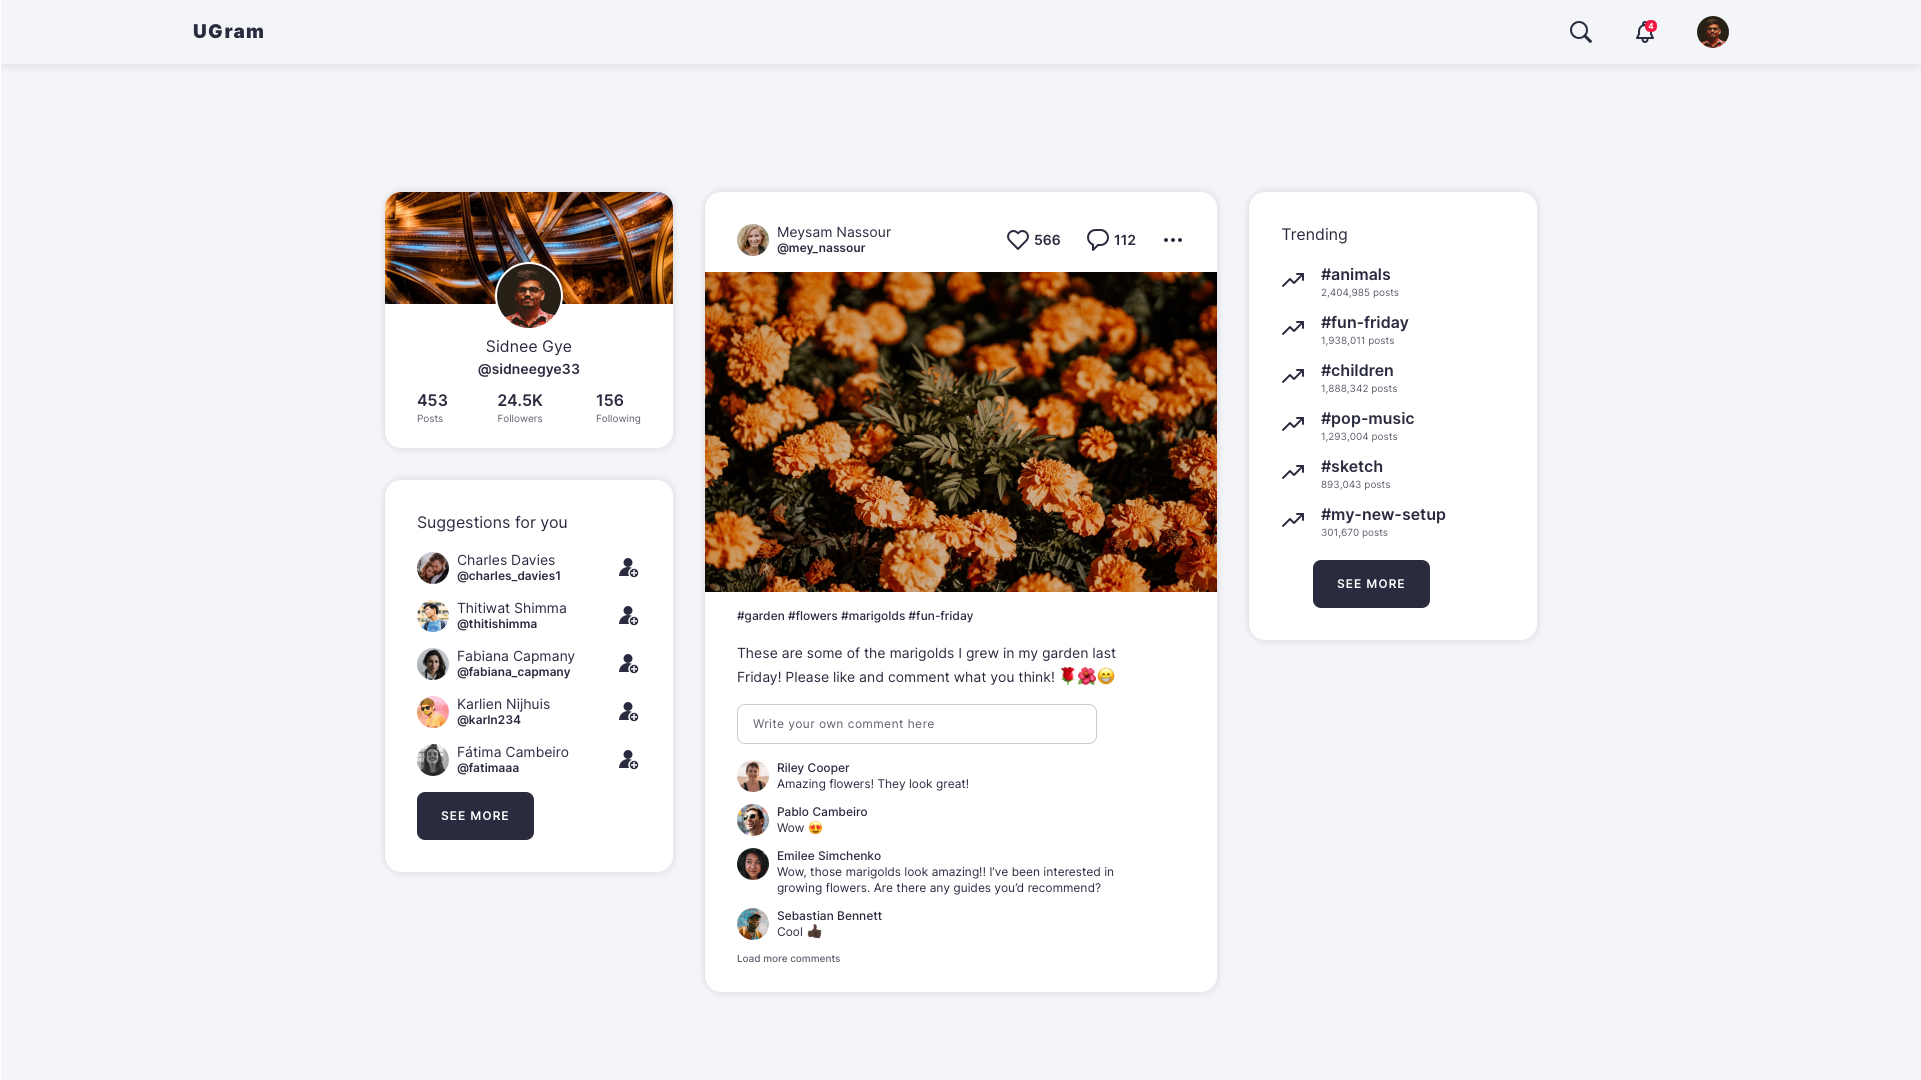 UGram
4
Sidnee Gye
@sidneegye33
453
Posts
24.5K
Followers
156
Following
Suggestions for you
Charles Davies
@charles_davies1
Thitiwat Shimma
@thitishimma
Fabiana Capmany
@fabiana_capmany
Karlien Nijhuis
@karln234
Fátima Cambeiro
@fatimaaa
SEE MORE
Meysam Nassour
@mey_nassour
566
112
#garden #flowers #marigolds #fun-friday
These are some of the marigolds I grew in my garden last
Friday! Please like and comment what you think! 🌹🌺😁
Write your own comment here
Riley Cooper
Amazing flowers! They look great!
Pablo Cambeiro
Wow 😍
Emilee Simchenko
Wow, those marigolds look amazing!! I've been interested in
growing flowers. Are there any guides you'd recommend?
Sebastian Bennett
Cool 👍🏿
Load more comments
Trending
#animals
2,404,985 posts
#fun-friday
1,938,011 posts
#children
1,888,342 posts
#pop-music
1,293,004 posts
#sketch
893,043 posts
#my-new-setup
301,670 posts
SEE MORE